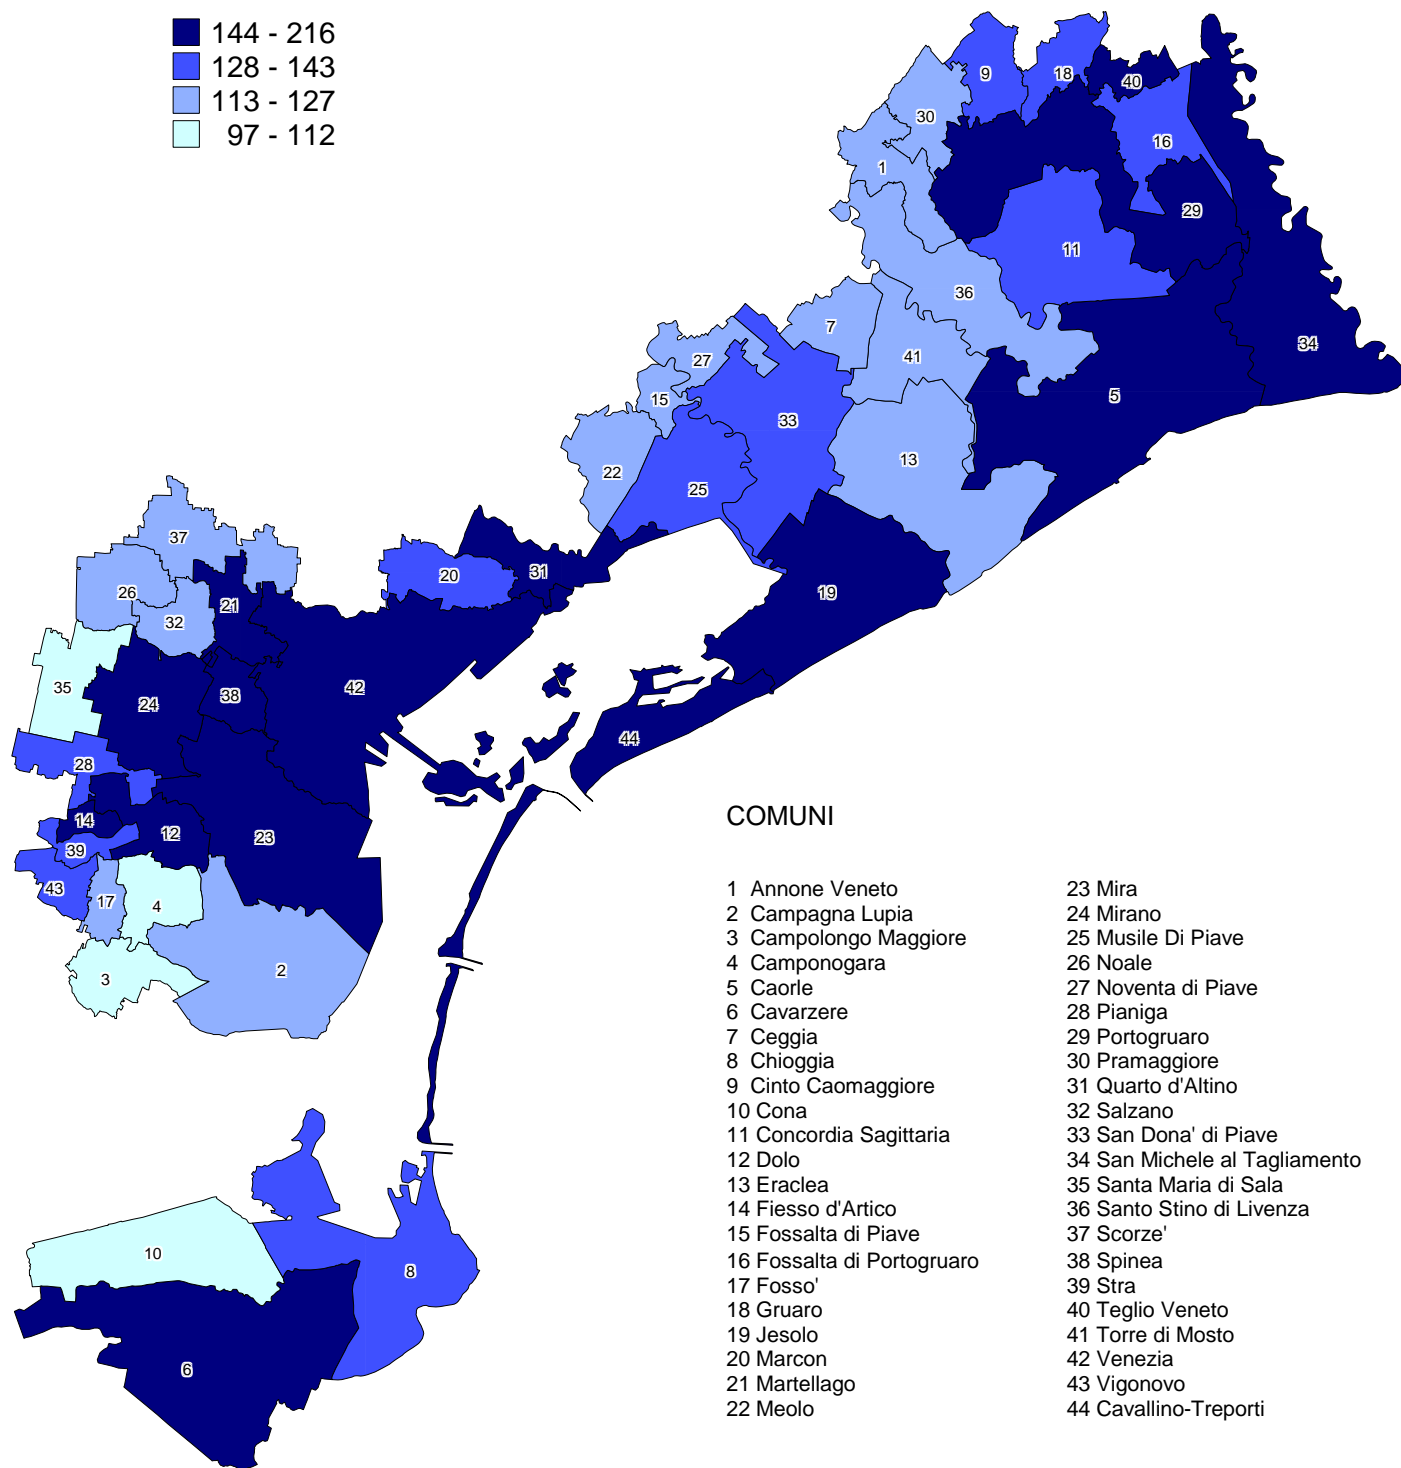 144 - 216
128 - 143
113 - 127
97 - 112
9
18
40
30
16
1
29
11
36
7
34
27
41
5
15
33
13
22
25
37
20
31
26
21
19
32
35
42
24
38
44
28
14
12
23
39
43
17
4
3
2
10
8
6
COMUNI
1 Annone Veneto
2 Campagna Lupia
3 Campolongo Maggiore
4 Camponogara
5 Caorle
6 Cavarzere
7 Ceggia
8 Chioggia
9 Cinto Caomaggiore
10 Cona
11 Concordia Sagittaria
12 Dolo
13 Eraclea
14 Fiesso d'Artico
15 Fossalta di Piave
16 Fossalta di Portogruaro
17 Fosso'
18 Gruaro
19 Jesolo
20 Marcon
21 Martellago
22 Meolo
23 Mira
24 Mirano
25 Musile Di Piave
26 Noale
27 Noventa di Piave
28 Pianiga
29 Portogruaro
30 Pramaggiore
31 Quarto d'Altino
32 Salzano
33 San Dona' di Piave
34 San Michele al Tagliamento
35 Santa Maria di Sala
36 Santo Stino di Livenza
37 Scorze'
38 Spinea
39 Stra
40 Teglio Veneto
41 Torre di Mosto
42 Venezia
43 Vigonovo
44 Cavallino-Treporti